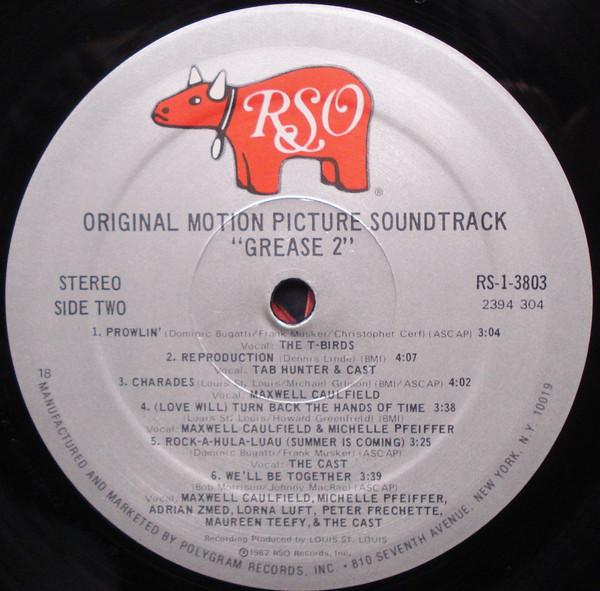 RSO
®
ORIGINAL MOTION PICTURE SOUNDTRACK
"GREASE 2"
STEREO
SIDE TWO
RS-1-3803
2394 304
1. PROWLIN' (Dominic Bugatti/Frank Musker/Christopher Cerf) (ASCAP) 3:04
Vocal: THE T-BIRDS
2. REPRODUCTION (Dennis Linde) (BMI) 4:07
Vocal: TAB HUNTER & CAST
3. CHARADES (Louis St. Louis/Michael Gibson) (BMI/ASCAP) 4:02
Vocal: MAXWELL CAULFIELD
4. (LOVE WILL) TURN BACK THE HANDS OF TIME 3:38
(Louis St. Louis/Howard Greenfield) (BMI)
Vocal: MAXWELL CAULFIELD & MICHELLE PFEIFFER
5. ROCK-A-HULA-LUAU (SUMMER IS COMING) 3:25
(Dominic Bugatti/Frank Musker) (ASCAP)
Vocal: THE CAST
6. WE'LL BE TOGETHER 3:39
(Bob Morrison/Johnny MacRae) (ASCAP)
Vocal: MAXWELL CAULFIELD, MICHELLE PFEIFFER,
ADRIAN ZMED, LORNA LUFT, PETER FRECHETTE,
MAUREEN TEEFY, & THE CAST
Recording Produced by LOUIS ST. LOUIS
℗1982 RSO Records, Inc.
18
MANUFACTURED AND MARKETED BY POLYGRAM RECORDS, INC • 810 SEVENTH AVENUE, NEW YORK, N.Y. 10019